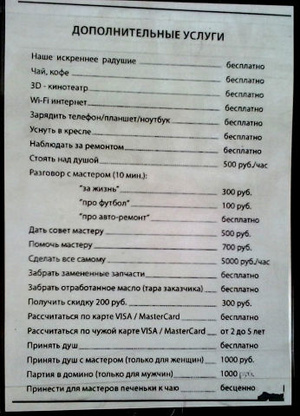 ДОПОЛНИТЕЛЬНЫЕ УСЛУГИ
Наше искреннее радушие бесплатно
Чай, кофе бесплатно
3D - кинотеатр бесплатно
Wi-Fi интернет бесплатно
Зарядить телефон/планшет/ноутбук бесплатно
Уснуть в кресле бесплатно
Наблюдать за ремонтом бесплатно
Стоять над душой 500 руб./час
Разговор с мастером (10 мин.):
"за жизнь" 300 руб.
"про футбол" 100 руб.
"про авто-ремонт" бесплатно
Дать совет мастеру 500 руб.
Помочь мастеру 700 руб.
Сделать все самому 5000 руб./час
Забрать замененные запчасти бесплатно
Забрать отработанное масло (тара заказчика) бесплатно
Получить скидку 200 руб. 300 руб.
Рассчитаться по карте VISA / MasterCard бесплатно
Рассчитаться по чужой карте VISA / MasterCard от 2 до 5 лет
Принять душ бесплатно
Принять душ с мастером (только для женщин) 1000 руб.
Партия в домино (только для мужчин) 1000 руб.
Принести для мастеров печеньки к чаю бесценно